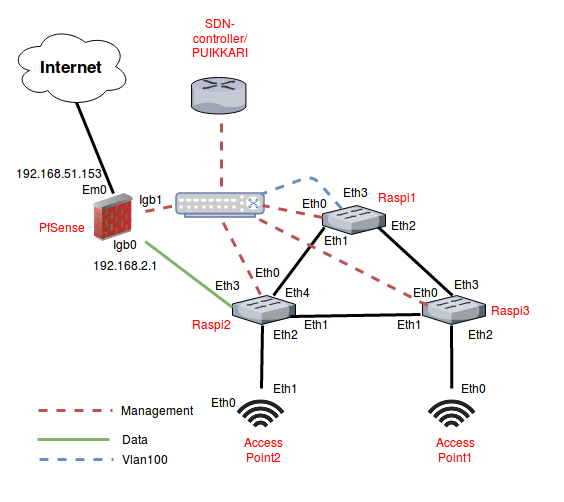 SDN-
controller/
PUIKKARI
Internet
192.168.51.153
Em0
Igb1
Eth3
Raspi1
Eth0
PfSense
Eth1
Eth2
Igb0
192.168.2.1
Eth0
Eth3
Eth4
Eth0
Eth3
Raspi2
Eth1
Eth1
Raspi3
Eth2
Eth2
Eth0
Eth1
Eth0
Management
Data
Vlan100
Access
Point2
Access
Point1